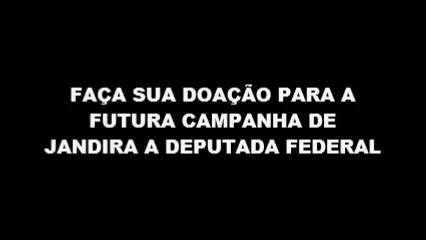 FAÇA SUA DOAÇÃO PARA A
FUTURA CAMPANHA DE
JANDIRA A DEPUTADA FEDERAL